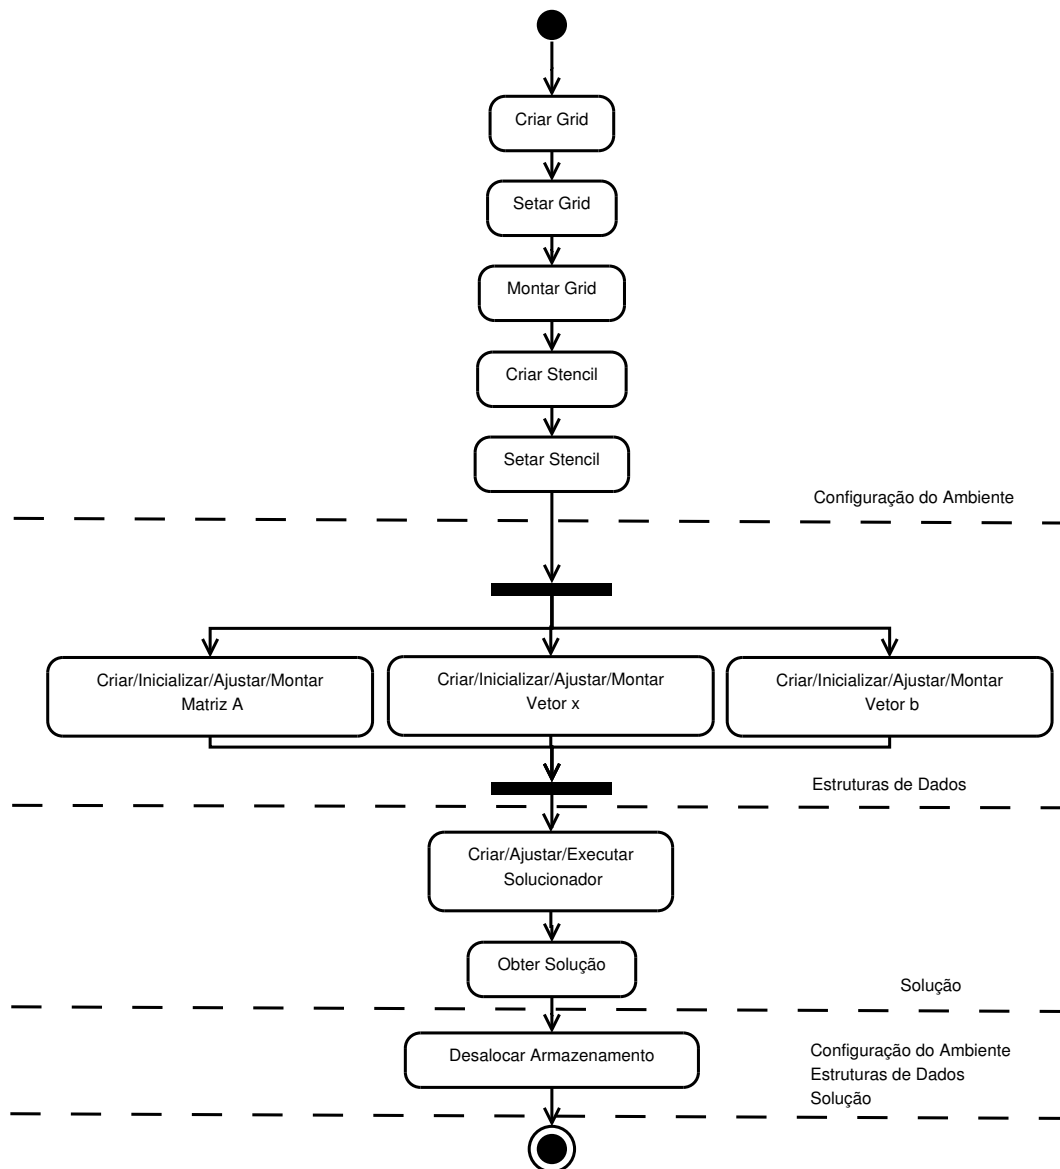 Criar Grid
Setar Grid
Montar Grid
Criar Stencil
Setar Stencil
Configuração do Ambiente
Criar/Inicializar/Ajustar/Montar
Matriz A
Criar/Inicializar/Ajustar/Montar
Vetor x
Criar/Inicializar/Ajustar/Montar
Vetor b
Estruturas de Dados
Criar/Ajustar/Executar
Solucionador
Obter Solução
Solução
Desalocar Armazenamento
Configuração do Ambiente
Estruturas de Dados
Solução